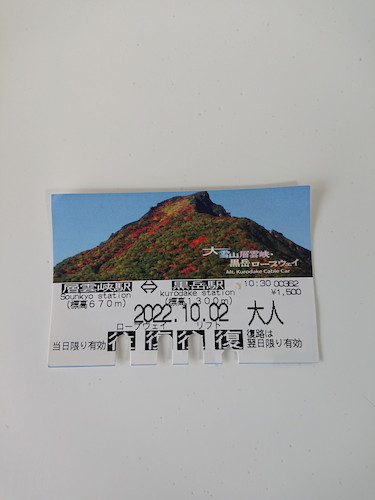 大雪山層雲峡・
黒岳ロープウェイ
Mt. Kurodake Cable Car
層雲峡駅 ⇔ 黒岳駅 10:30 00362
Sounkyo station kurodake station ¥1,500
(標高670m) (標高1300m)
2022.10.02 大人
ロープウェイ リフト
当日限り有効 往 復 往 復 復路は
翌日限り有効